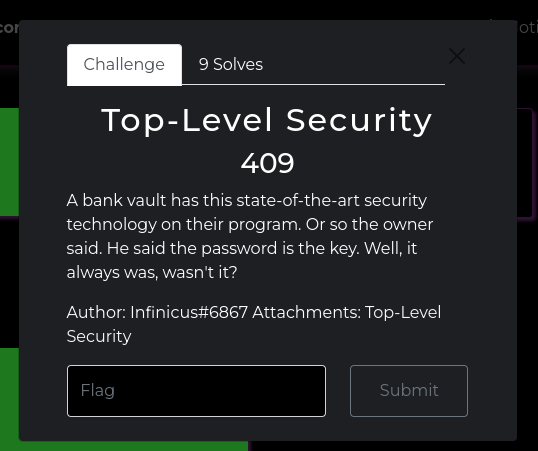 Challenge
9 Solves
Top-Level Security
409
A bank vault has this state-of-the-art security
technology on their program. Or so the owner
said. He said the password is the key. Well, it
always was, wasn't it?
Author: Infinicus#6867 Attachments: Top-Level
Security
Flag
Submit